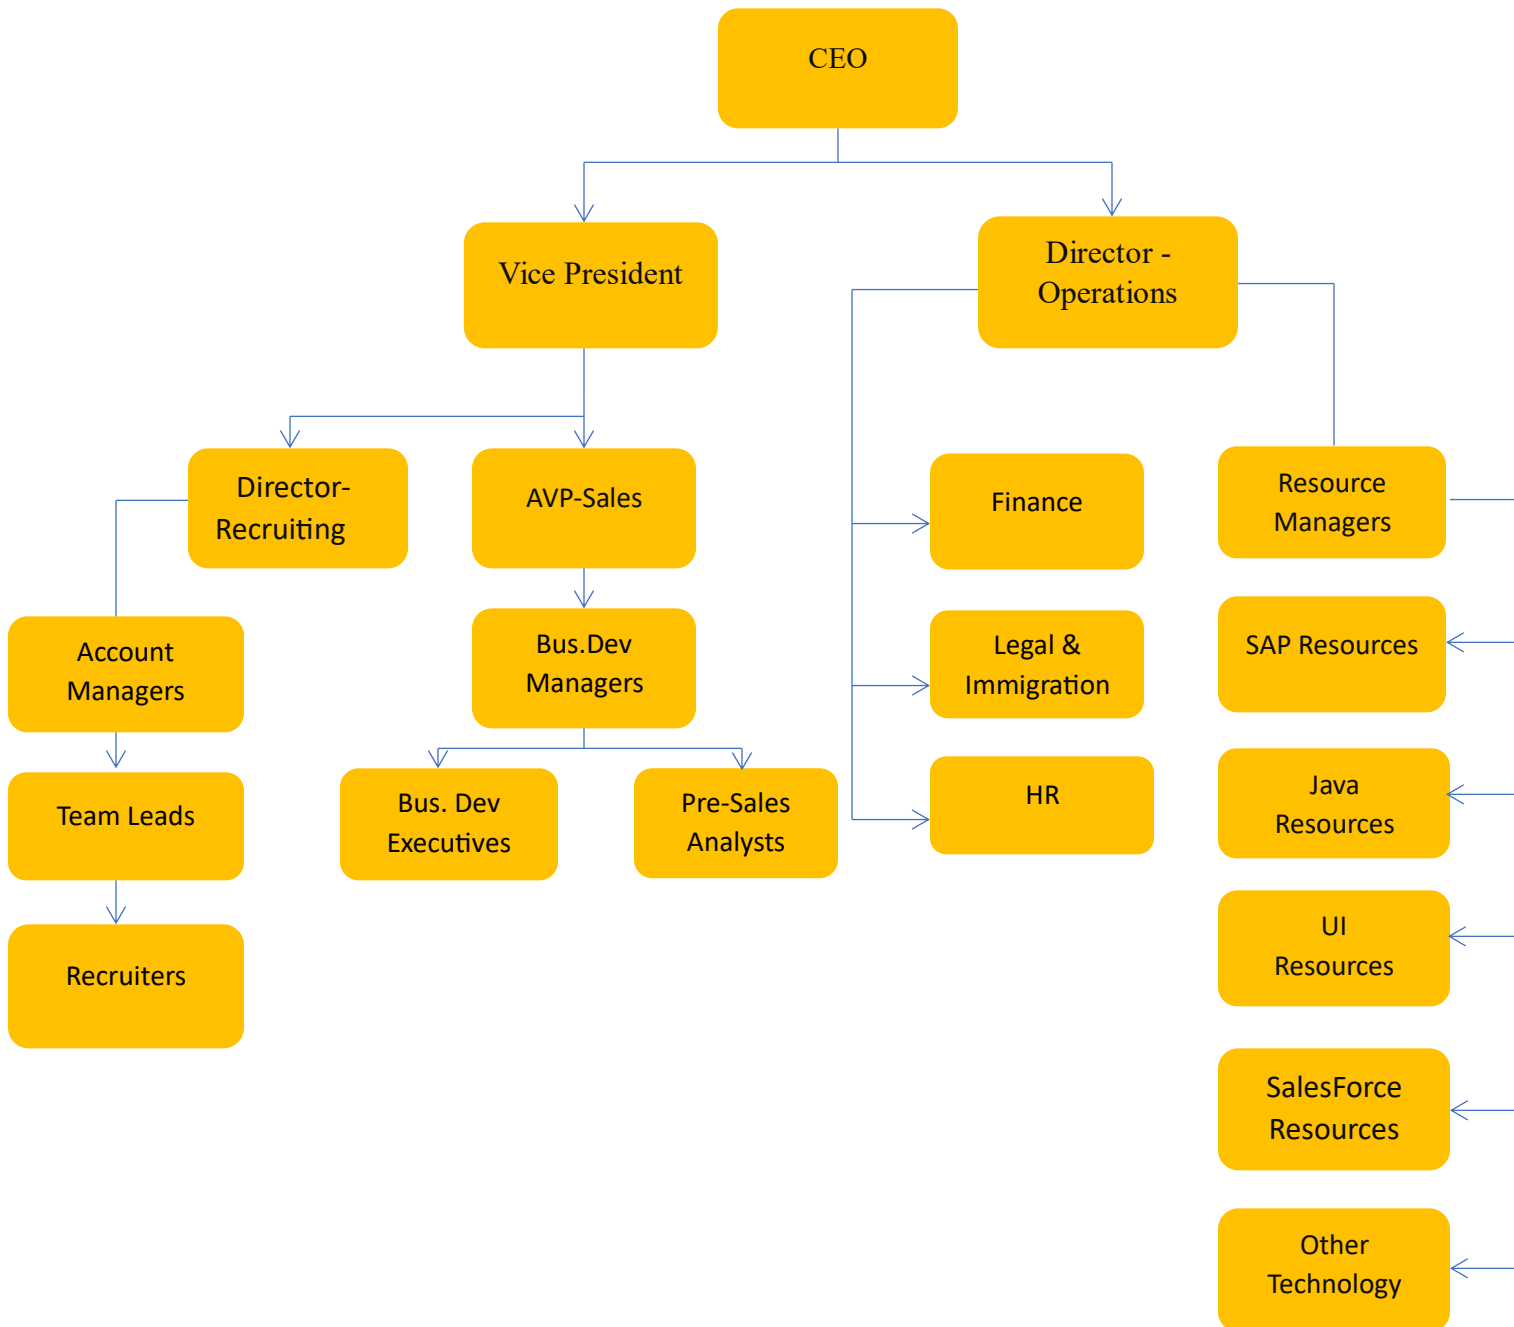 CEO
Vice President
Director -
Operations
Director-
Recruiting
AVP-Sales
Finance
Resource
Managers
Account
Managers
Bus.Dev
Managers
Legal &
Immigration
SAP Resources
Team Leads
Bus. Dev
Executives
Pre-Sales
Analysts
HR
Java
Resources
Recruiters
UI
Resources
SalesForce
Resources
Other
Technology